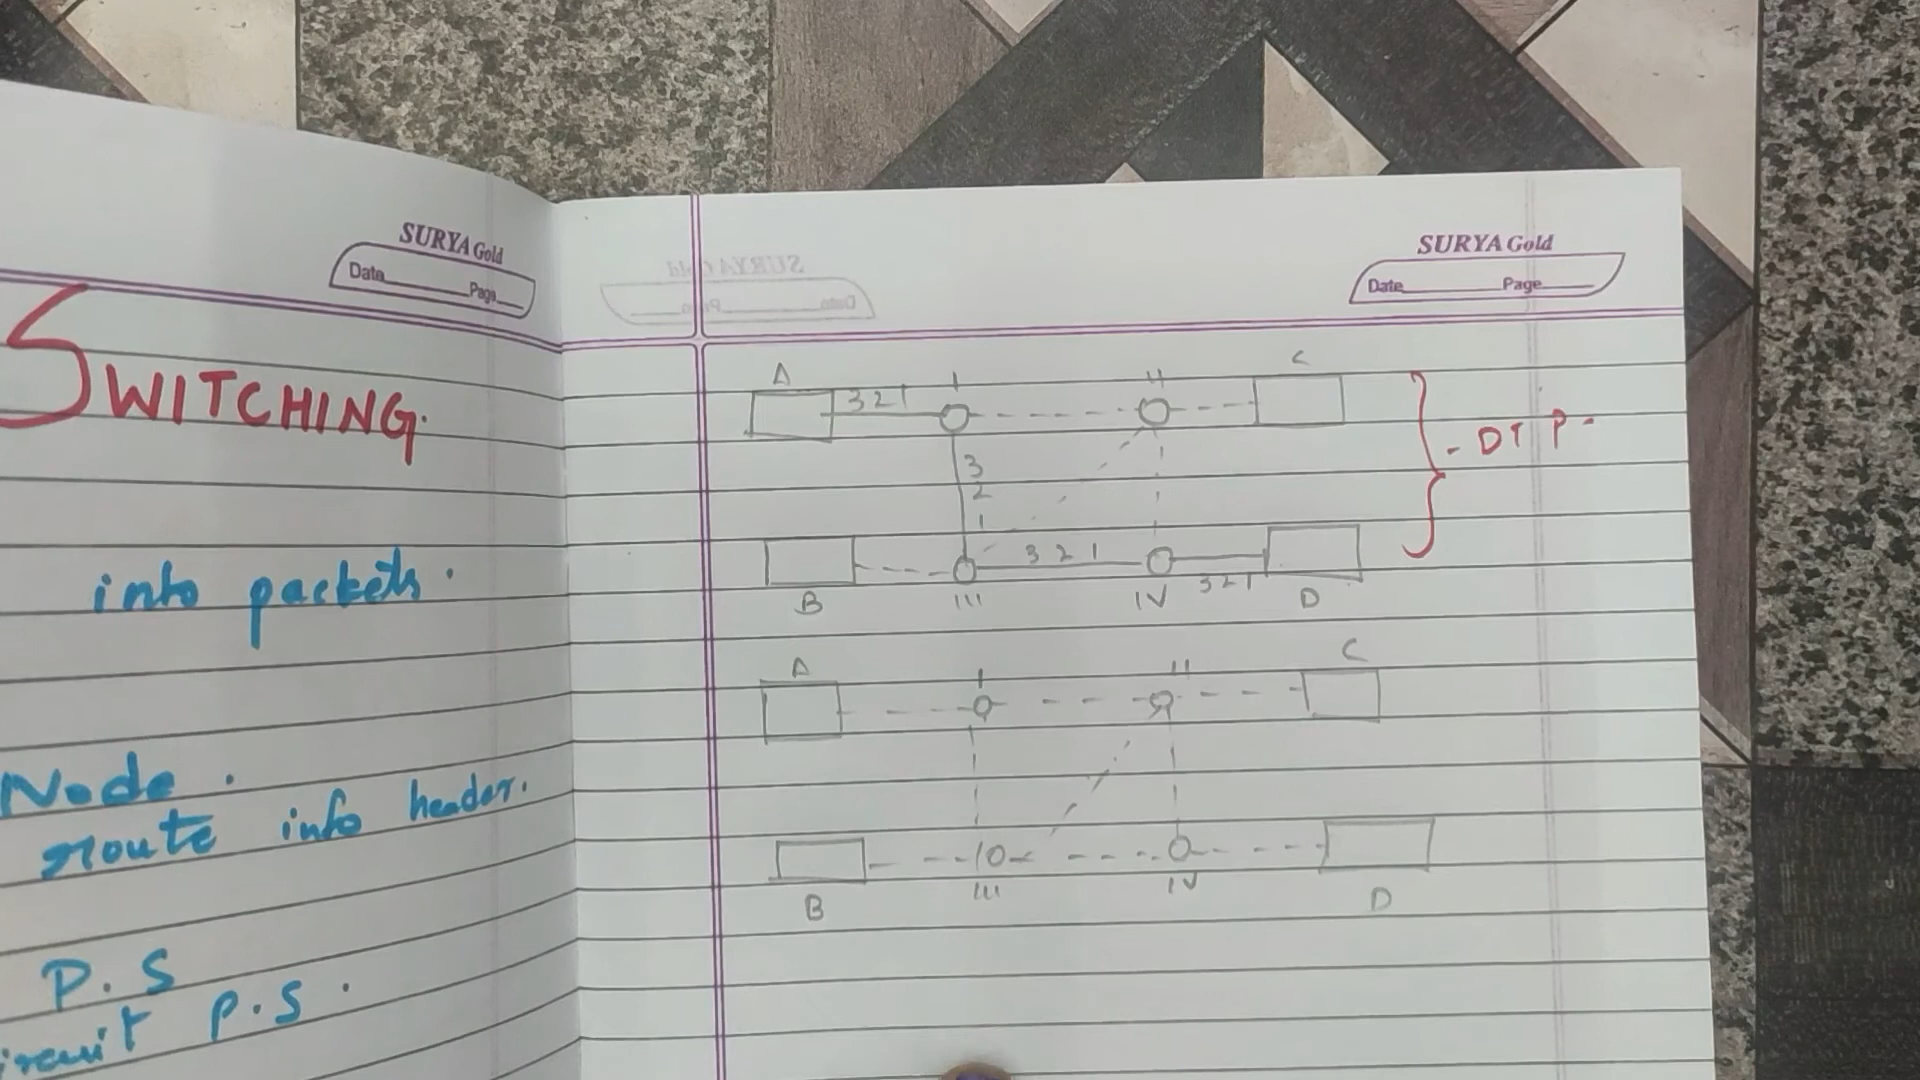 SURYA Gold
Date Page
SWITCHING.
into packets.
Node.
route info header.
P.S
P.S.
SURYA Gold
Date Page
A I II C
3 2 1
- DT P -
3
2
1
3 2 1
3 2 1
B III IV D
A I II C
B III IV D